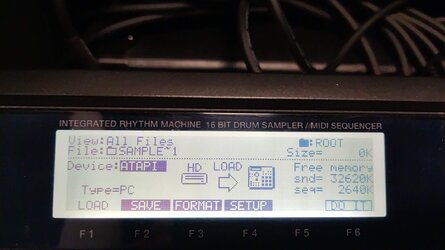 INTEGRATED RHYTHM MACHINE 16 BIT DRUM SAMPLER / MIDI SEQUENCER
View:All Files :ROOT
File:SAMPLE~1 Size= 0K
Device:ATAPI HD LOAD Free memory
snd= 32620K
Type=PC seq= 2640K
LOAD SAVE FORMAT SETUP DO IT
F1 F2 F3 F4 F5 F6